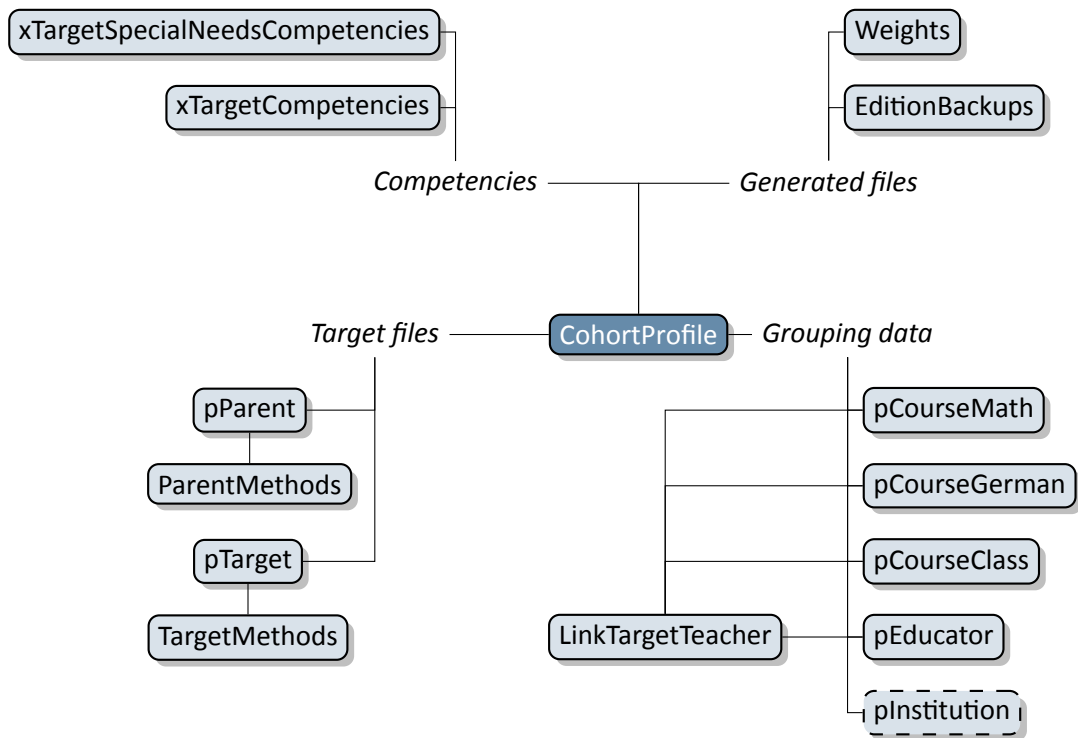 xTargetSpecialNeedsCompetencies
Weights
xTargetCompetencies
EditionBackups
Competencies
Generated files
Target files
CohortProfile
Grouping data
pParent
pCourseMath
ParentMethods
pCourseGerman
pTarget
pCourseClass
TargetMethods
LinkTargetTeacher
pEducator
pInstitution